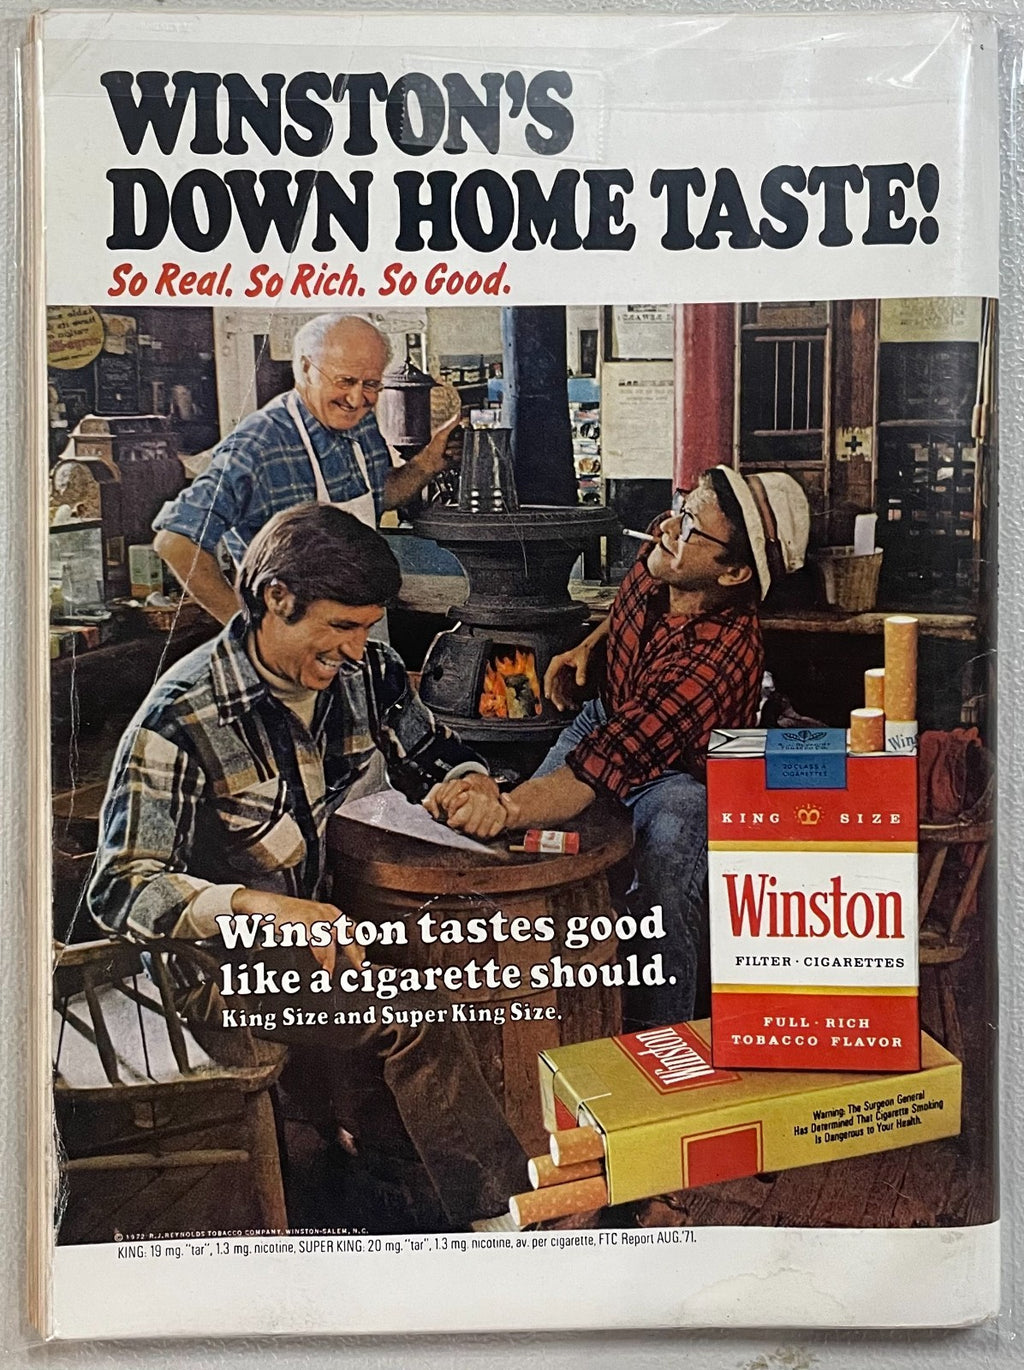 WINSTON'S
DOWN HOME TASTE!
So Real. So Rich. So Good.
KING SIZE
Winston
FILTER · CIGARETTES
FULL · RICH
TOBACCO FLAVOR
20 CLASS A
CIGARETTES
Win
Winston tastes good
like a cigarette should.
King Size and Super King Size.
Winston
Warning: The Surgeon General
Has Determined That Cigarette Smoking
Is Dangerous to Your Health.
© 1972 R.J. REYNOLDS TOBACCO COMPANY, WINSTON-SALEM, N.C.
KING: 19 mg. "tar", 1.3 mg. nicotine, SUPER KING: 20 mg. "tar", 1.3 mg. nicotine, av. per cigarette, FTC Report AUG. '71.